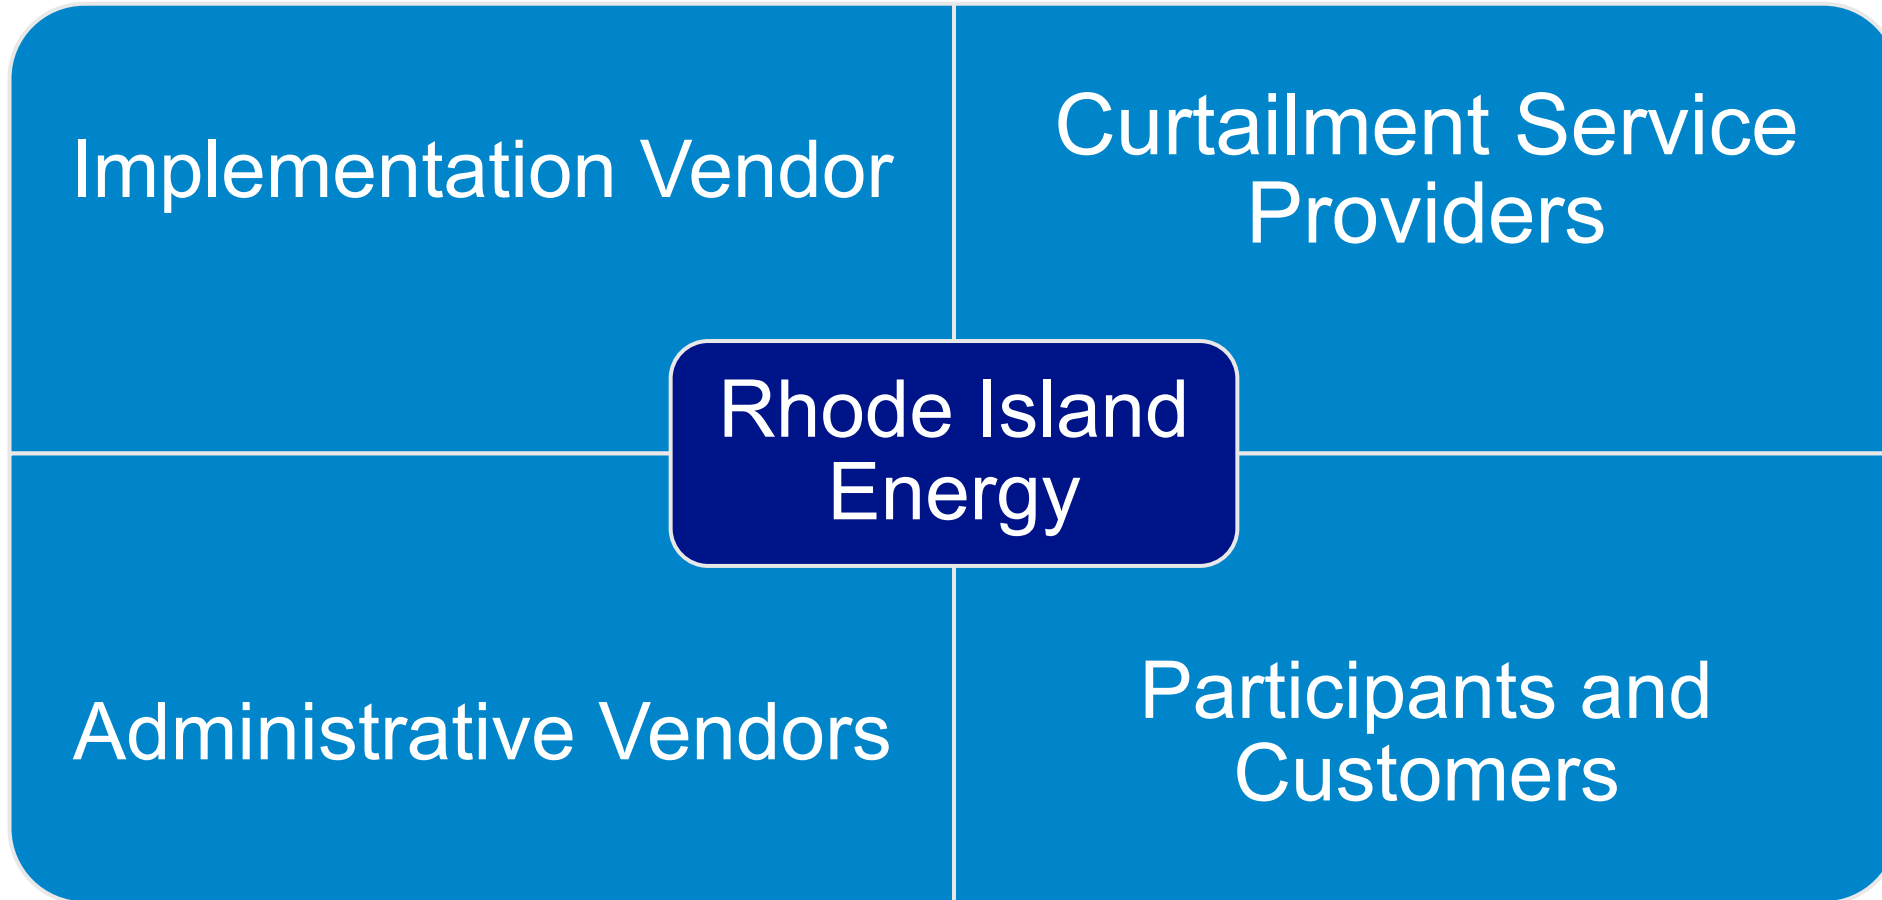 Implementation Vendor
Curtailment Service
Providers
Rhode Island
Energy
Administrative Vendors
Participants and
Customers